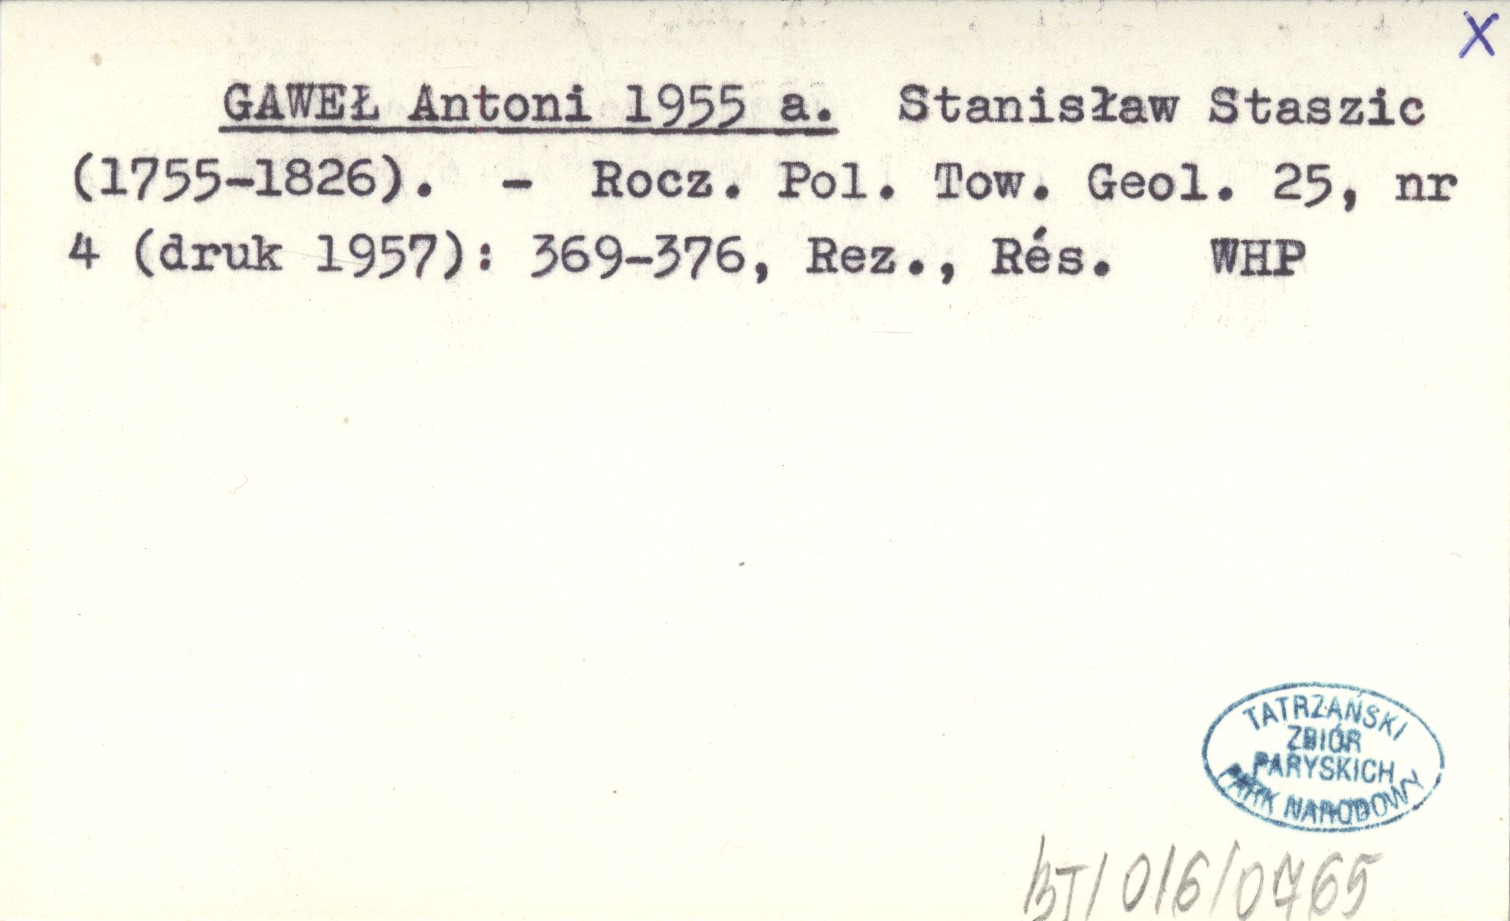 X
GAWEŁ Antoni 1955 a. Stanisław Staszic
(1755-1826). - Rocz. Pol. Tow. Geol. 25, nr
4 (druk 1957): 369-376, Rez., Rés. WHP
TATRZAŃSKI
ZBIÓR
PARYSKICH
PARK NARODOWY
BT/016/0765